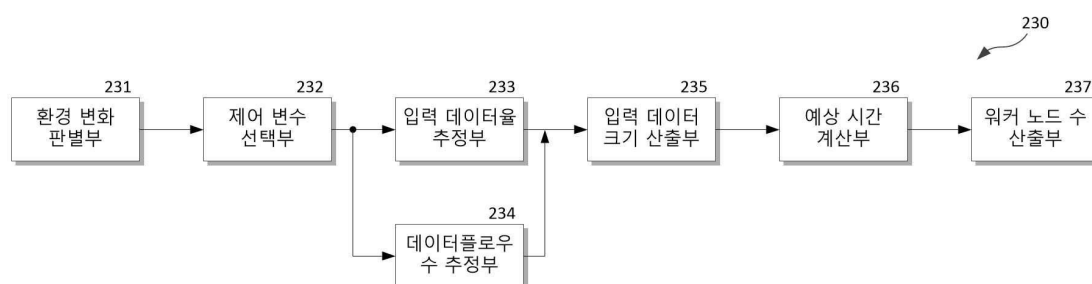 230
231
환경 변화
판별부
232
제어 변수
선택부
233
입력 데이터율
추정부
235
입력 데이터
크기 산출부
236
예상 시간
계산부
237
워커 노드 수
산출부
234
데이터플로우
수 추정부